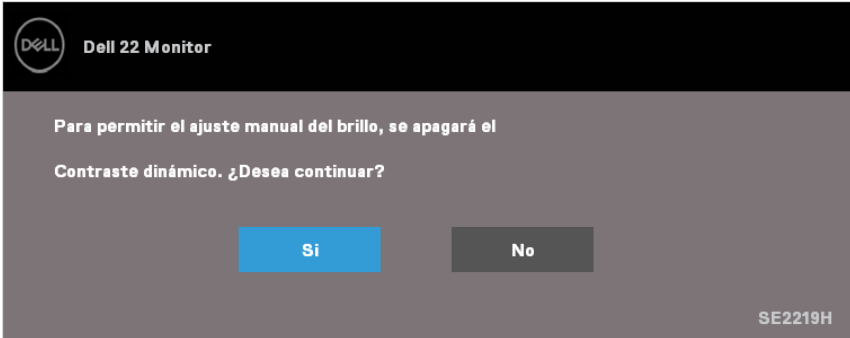 DELL
Dell 22 Monitor
Para permitir el ajuste manual del brillo, se apagará el
Contraste dinámico. ¿Desea continuar?
Si No
SE2219H